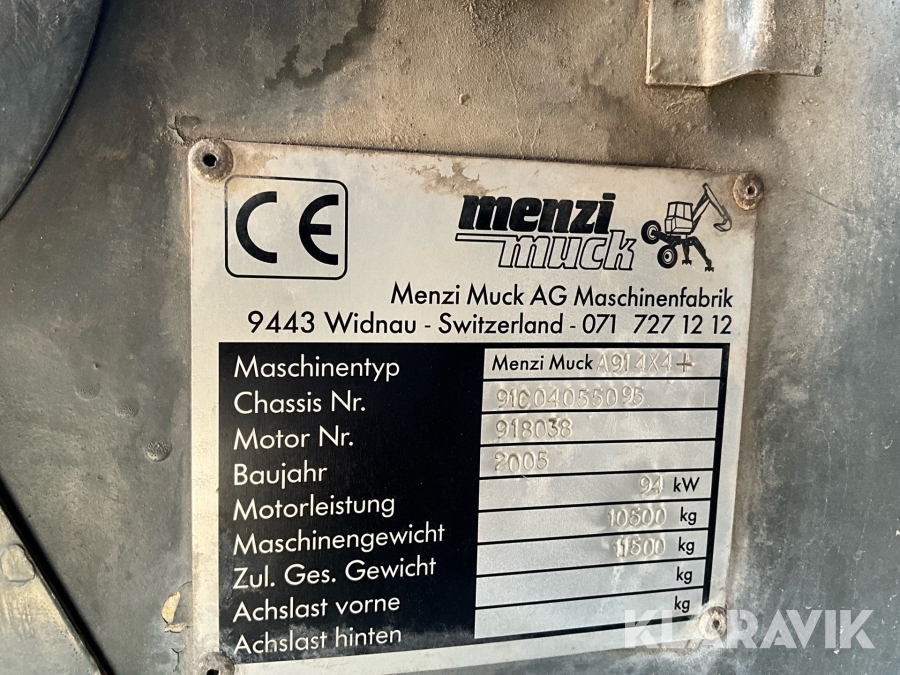 CE
menzi
muck
Menzi Muck AG Maschinenfabrik
9443 Widnau - Switzerland - 071 727 12 12
Maschinentyp Menzi Muck A91 4X4+
Chassis Nr. 91C04055095
Motor Nr. 918038
Baujahr 2005
Motorleistung 94 kW
Maschinengewicht 10500 kg
Zul. Ges. Gewicht 11500 kg
Achslast vorne kg
Achslast hinten kg
KLARAVIK